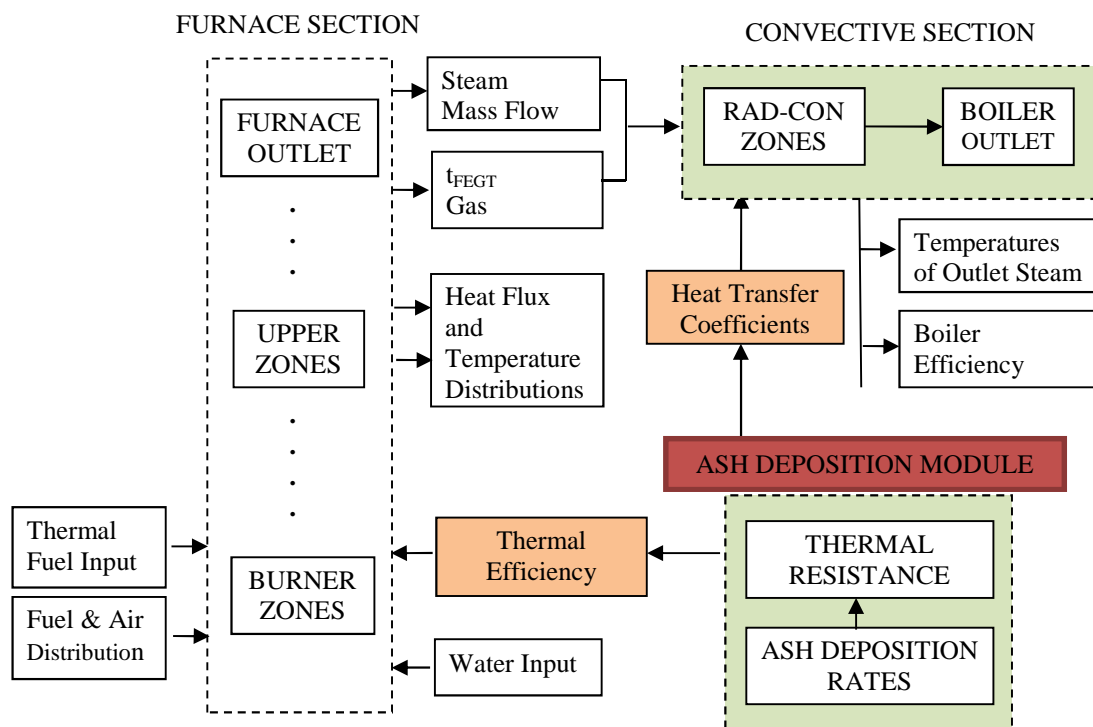 FURNACE SECTION
CONVECTIVE SECTION
FURNACE
OUTLET
Steam
Mass Flow
tFEGT
Gas
RAD-CON
ZONES
BOILER
OUTLET
Temperatures
of Outlet Steam
Heat Transfer
Coefficients
Boiler
Efficiency
UPPER
ZONES
Heat Flux
and
Temperature
Distributions
ASH DEPOSITION MODULE
Thermal
Fuel Input
Fuel & Air
Distribution
BURNER
ZONES
Thermal
Efficiency
Water Input
THERMAL
RESISTANCE
ASH DEPOSITION
RATES